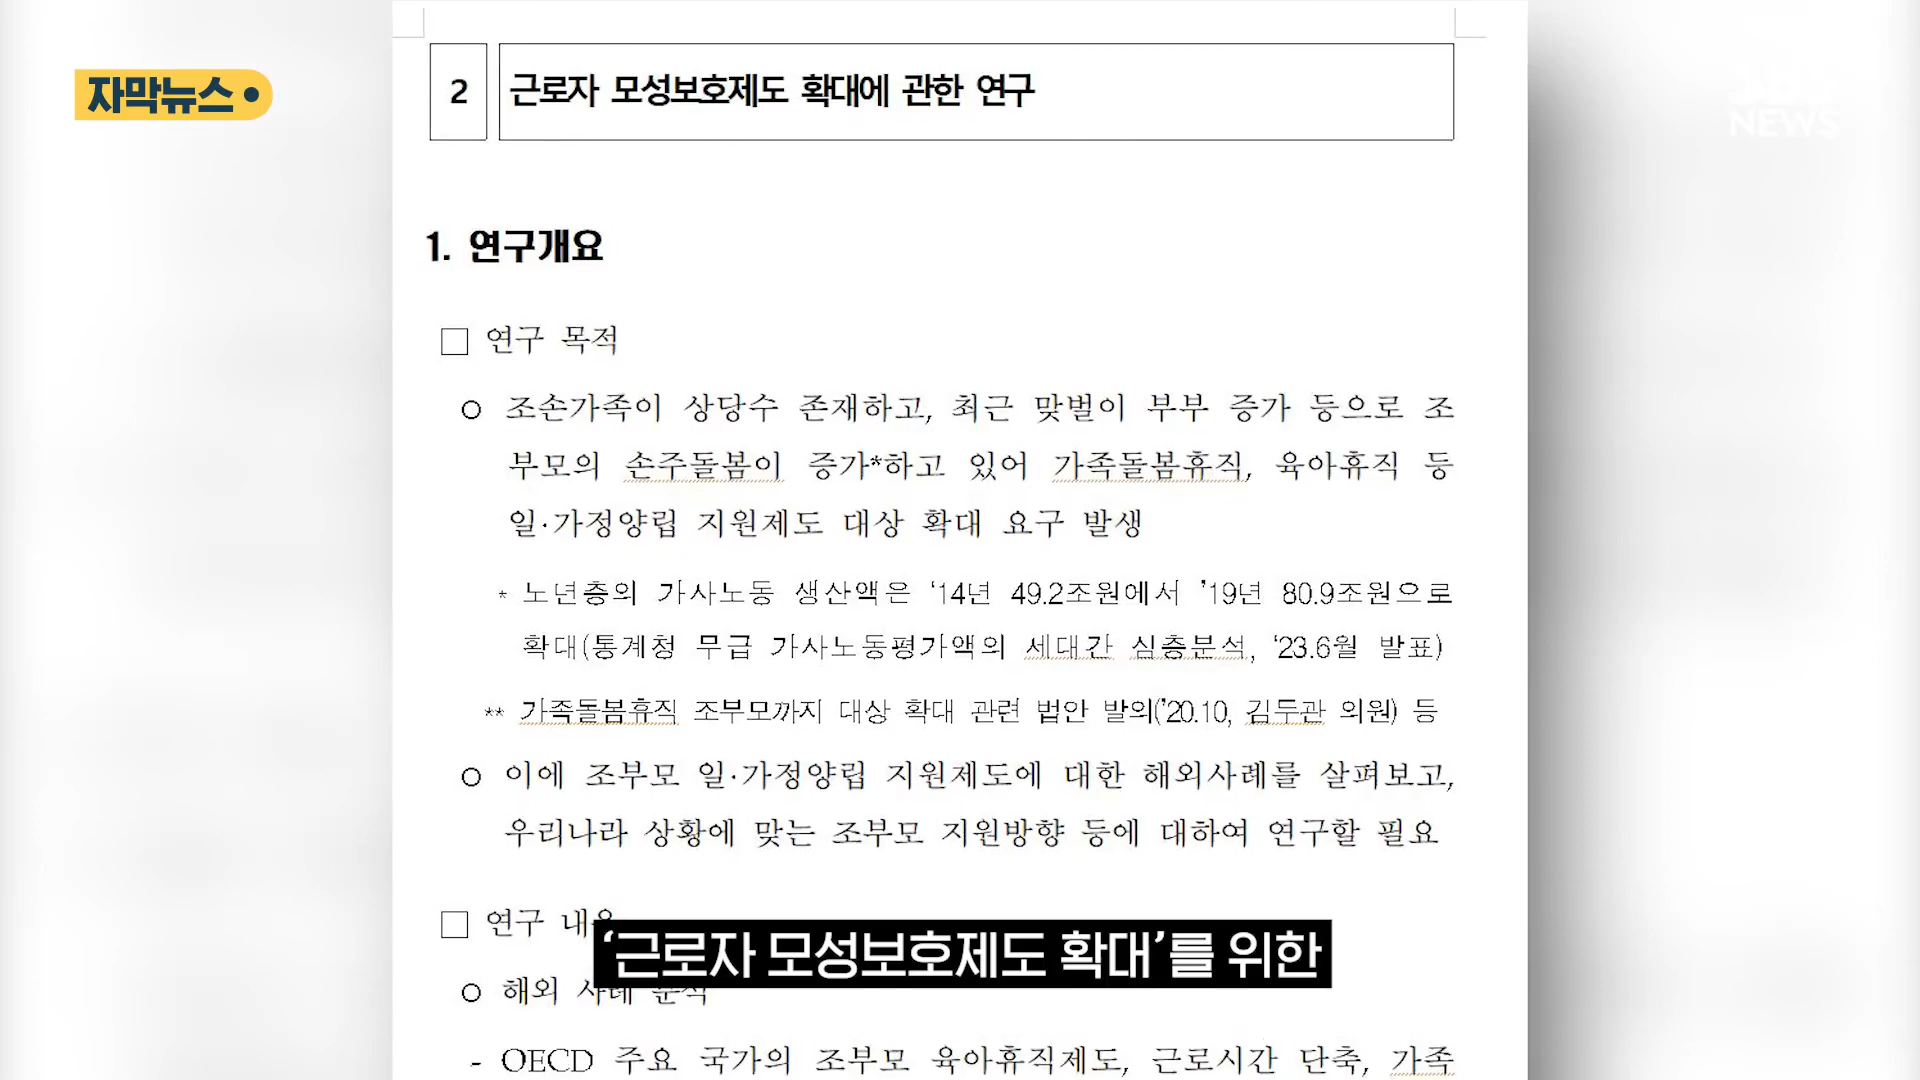 자막뉴스
NEWS
2 근로자 모성보호제도 확대에 관한 연구
1. 연구개요
□ 연구 목적
○ 조손가족이 상당수 존재하고, 최근 맞벌이 부부 증가 등으로 조
부모의 손주돌봄이 증가*하고 있어 가족돌봄휴직, 육아휴직 등
일·가정양립 지원제도 대상 확대 요구 발생
* 노년층의 가사노동 생산액은 ‘14년 49.2조원에서 ’19년 80.9조원으로
확대(통계청 무급 가사노동평가액의 세대간 심층분석, ‘23.6월 발표)
** 가족돌봄휴직 조부모까지 대상 확대 관련 법안 발의(’20.10, 김두관 의원) 등
○ 이에 조부모 일·가정양립 지원제도에 대한 해외사례를 살펴보고,
우리나라 상황에 맞는 조부모 지원방향 등에 대하여 연구할 필요
□ 연구 내용
‘근로자 모성보호제도 확대’를 위한
○ 해외 사례 분석
- OECD 주요 국가의 조부모 육아휴직제도, 근로시간 단축, 가족